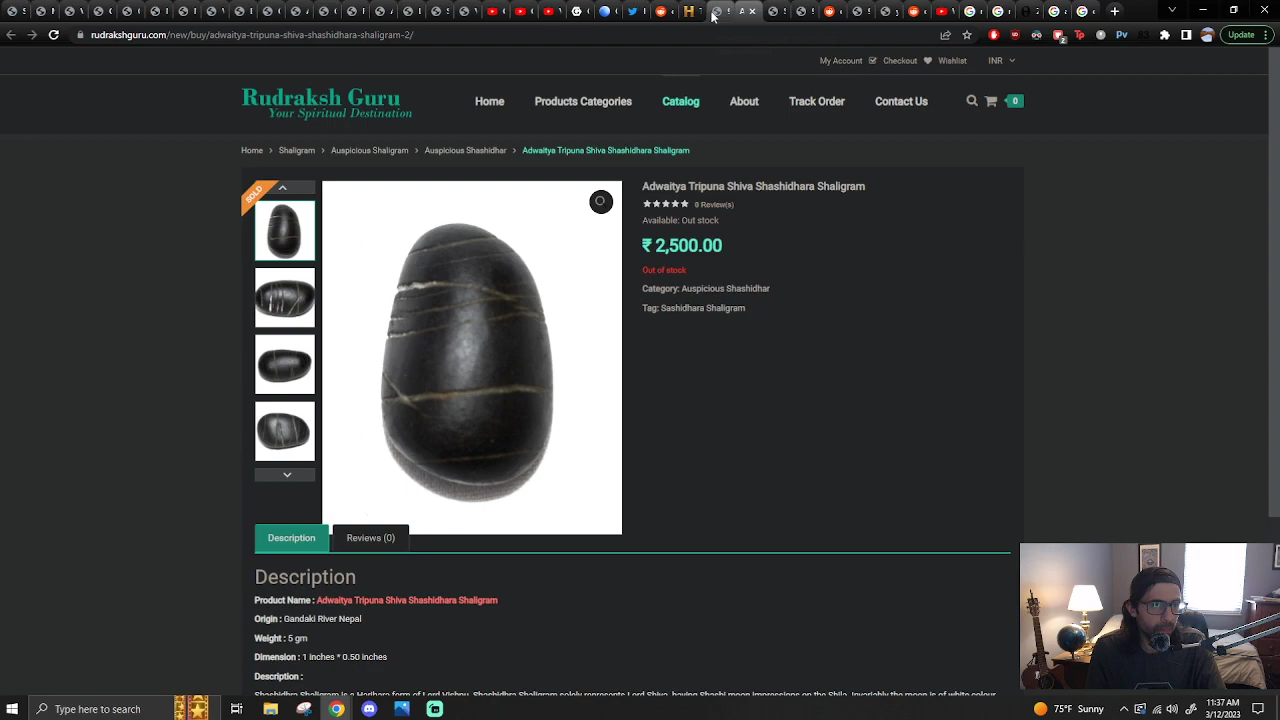 rudrakshguru.com/new/buy/adwaitya-tripuna-shiva-shashidhara-shaligram-2/
Update
My Account Checkout Wishlist INR
Rudraksh Guru
Your Spiritual Destination
Home Products Categories Catalog About Track Order Contact Us 0
Home > Shaligram > Auspicious Shaligram > Auspicious Shashidhar > Adwaitya Tripuna Shiva Shashidhara Shaligram
SOLD
Adwaitya Tripuna Shiva Shashidhara Shaligram
0 Review(s)
Available: Out stock
₹ 2,500.00
Out of stock
Category: Auspicious Shashidhar
Tag: Sashidhara Shaligram
Description Reviews (0)
Description
Product Name : Adwaitya Tripuna Shiva Shashidhara Shaligram
Origin : Gandaki River Nepal
Weight : 5 gm
Dimension : 1 inches * 0.50 inches
Description :
Type here to search
75°F Sunny
11:37 AM
3/12/2023